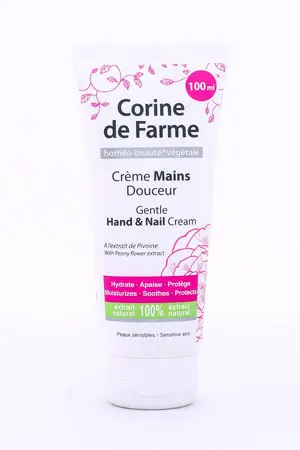 100 ml
Corine
de Farme
homéo-beauté® végétale
Crème Mains
Douceur
Gentle
Hand & Nail Cream
A l'extrait de Pivoine
With Peony flower extract
Hydrate · Apaise · Protège
Moisturizes · Soothes · Protects
extrait naturel 100% extract natural
Peaux sensibles · Sensitive skin